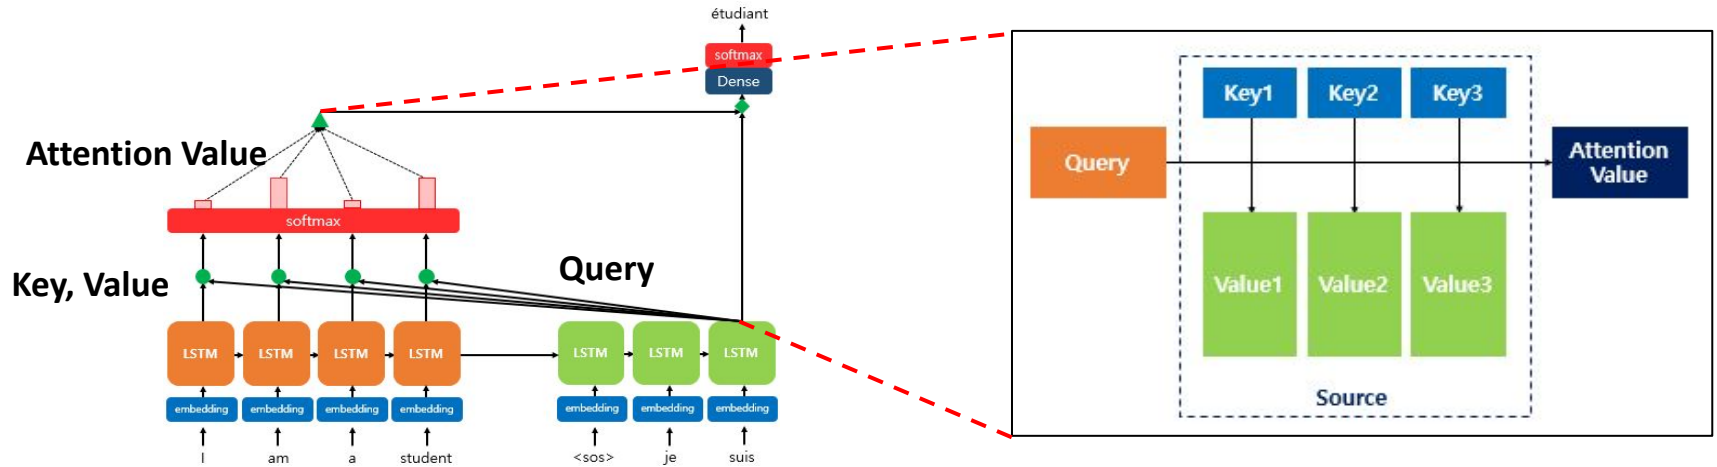 étudiant
softmax
Dense
Attention Value
softmax
Key, Value
Query
LSTM LSTM LSTM LSTM LSTM LSTM LSTM
embedding embedding embedding embedding embedding embedding embedding
I am a student <sos> je suis
Key1 Key2 Key3
Query
Attention
Value
Value1 Value2 Value3
Source